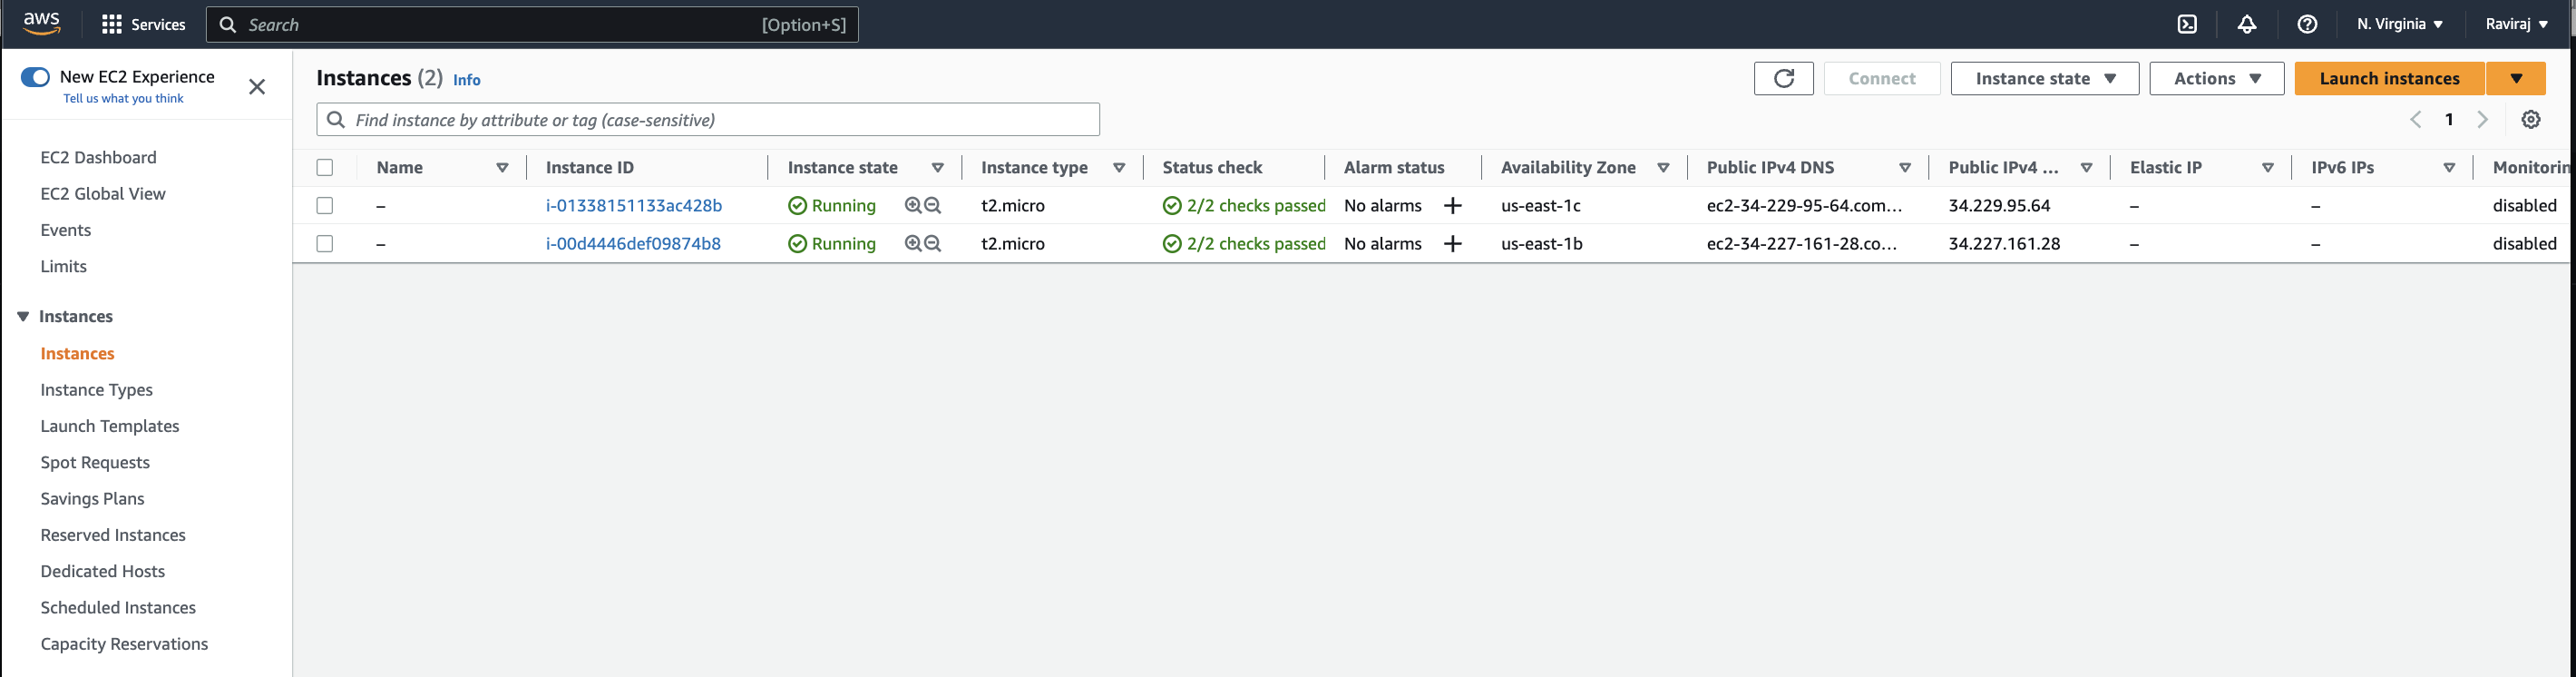 aws Services Search [Option+S] N. Virginia Raviraj
New EC2 Experience
Tell us what you think
EC2 Dashboard
EC2 Global View
Events
Limits
Instances
Instances
Instance Types
Launch Templates
Spot Requests
Savings Plans
Reserved Instances
Dedicated Hosts
Scheduled Instances
Capacity Reservations
Instances (2) Info Connect Instance state Actions Launch instances
Find instance by attribute or tag (case-sensitive) 1
Name Instance ID Instance state Instance type Status check Alarm status Availability Zone Public IPv4 DNS Public IPv4 ... Elastic IP IPv6 IPs Monitorin
– i-01338151133ac428b Running t2.micro 2/2 checks passed No alarms + us-east-1c ec2-34-229-95-64.com... 34.229.95.64 – – disabled
– i-00d4446def09874b8 Running t2.micro 2/2 checks passed No alarms + us-east-1b ec2-34-227-161-28.co... 34.227.161.28 – – disabled